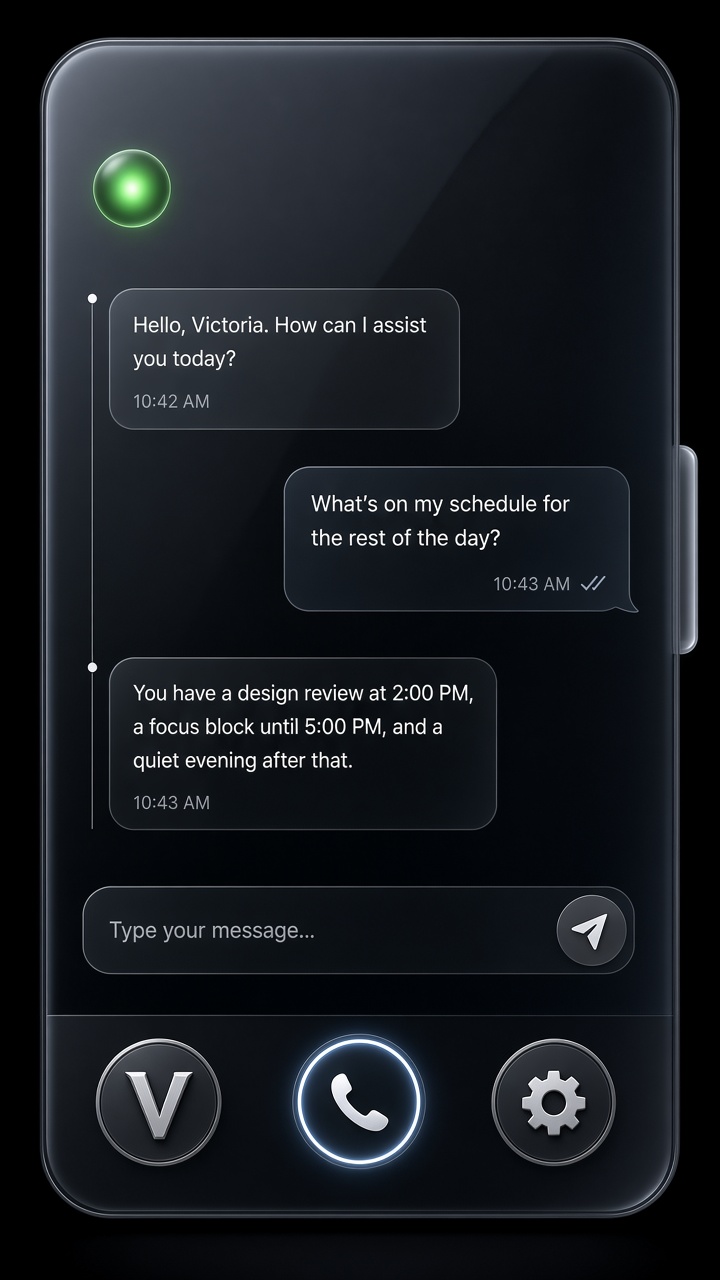 Hello, Victoria. How can I assist
you today?
10:42 AM
What's on my schedule for
the rest of the day?
10:43 AM
You have a design review at 2:00 PM,
a focus block until 5:00 PM, and a
quiet evening after that.
10:43 AM
Type your message...
V